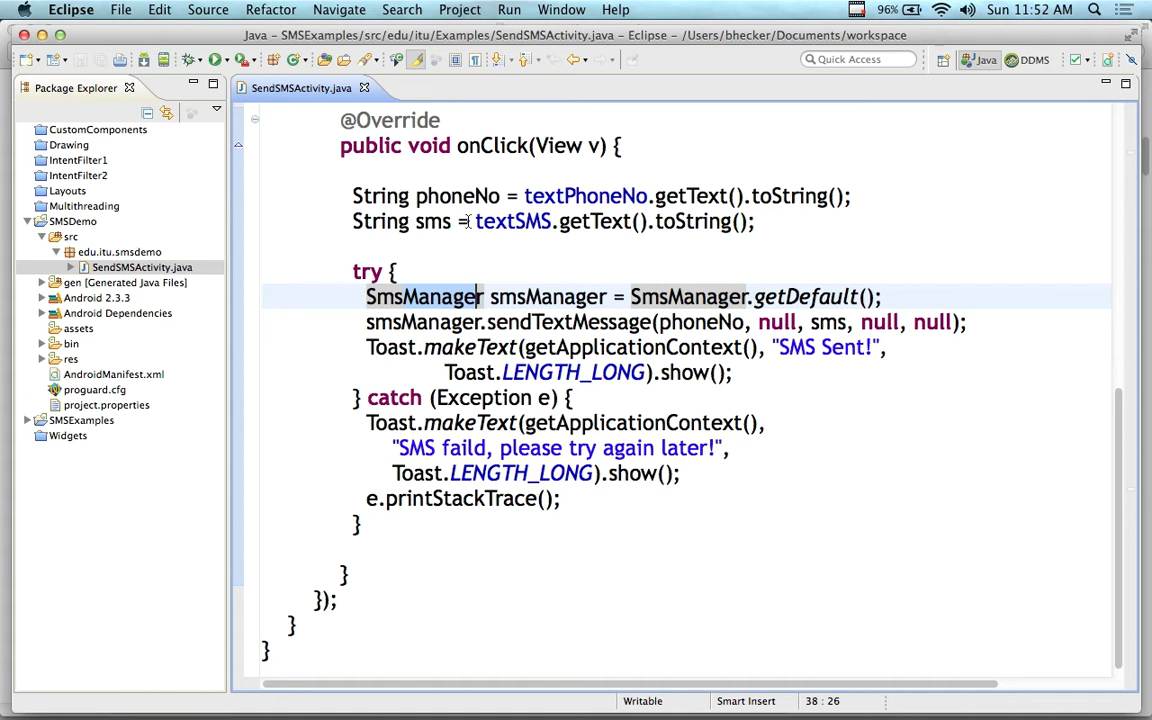 Eclipse File Edit Source Refactor Navigate Search Project Run Window Help 96% Sun 11:52 AM
Java – SMSExamples/src/edu/itu/Examples/SendSMSActivity.java – Eclipse – /Users/bhecker/Documents/workspace
Quick Access Java DDMS
Package Explorer
CustomComponents
Drawing
IntentFilter1
IntentFilter2
Layouts
Multithreading
Referencing
SMSDemo
src
edu.itu.smsdemo
SendSMSActivity.java
gen [Generated Java Files]
Android 2.3.3
Android Dependencies
assets
bin
res
AndroidManifest.xml
proguard.cfg
project.properties
SMSExamples
Widgets
SendSMSActivity.java
@Override
public void onClick(View v) {
String phoneNo = textPhoneNo.getText().toString();
String sms = textSMS.getText().toString();
try {
SmsManager smsManager = SmsManager.getDefault();
smsManager.sendTextMessage(phoneNo, null, sms, null, null);
Toast.makeText(getApplicationContext(), "SMS Sent!",
Toast.LENGTH_LONG).show();
} catch (Exception e) {
Toast.makeText(getApplicationContext(),
"SMS faild, please try again later!",
Toast.LENGTH_LONG).show();
e.printStackTrace();
}
}
});
}
}
Writable Smart Insert 38 : 26